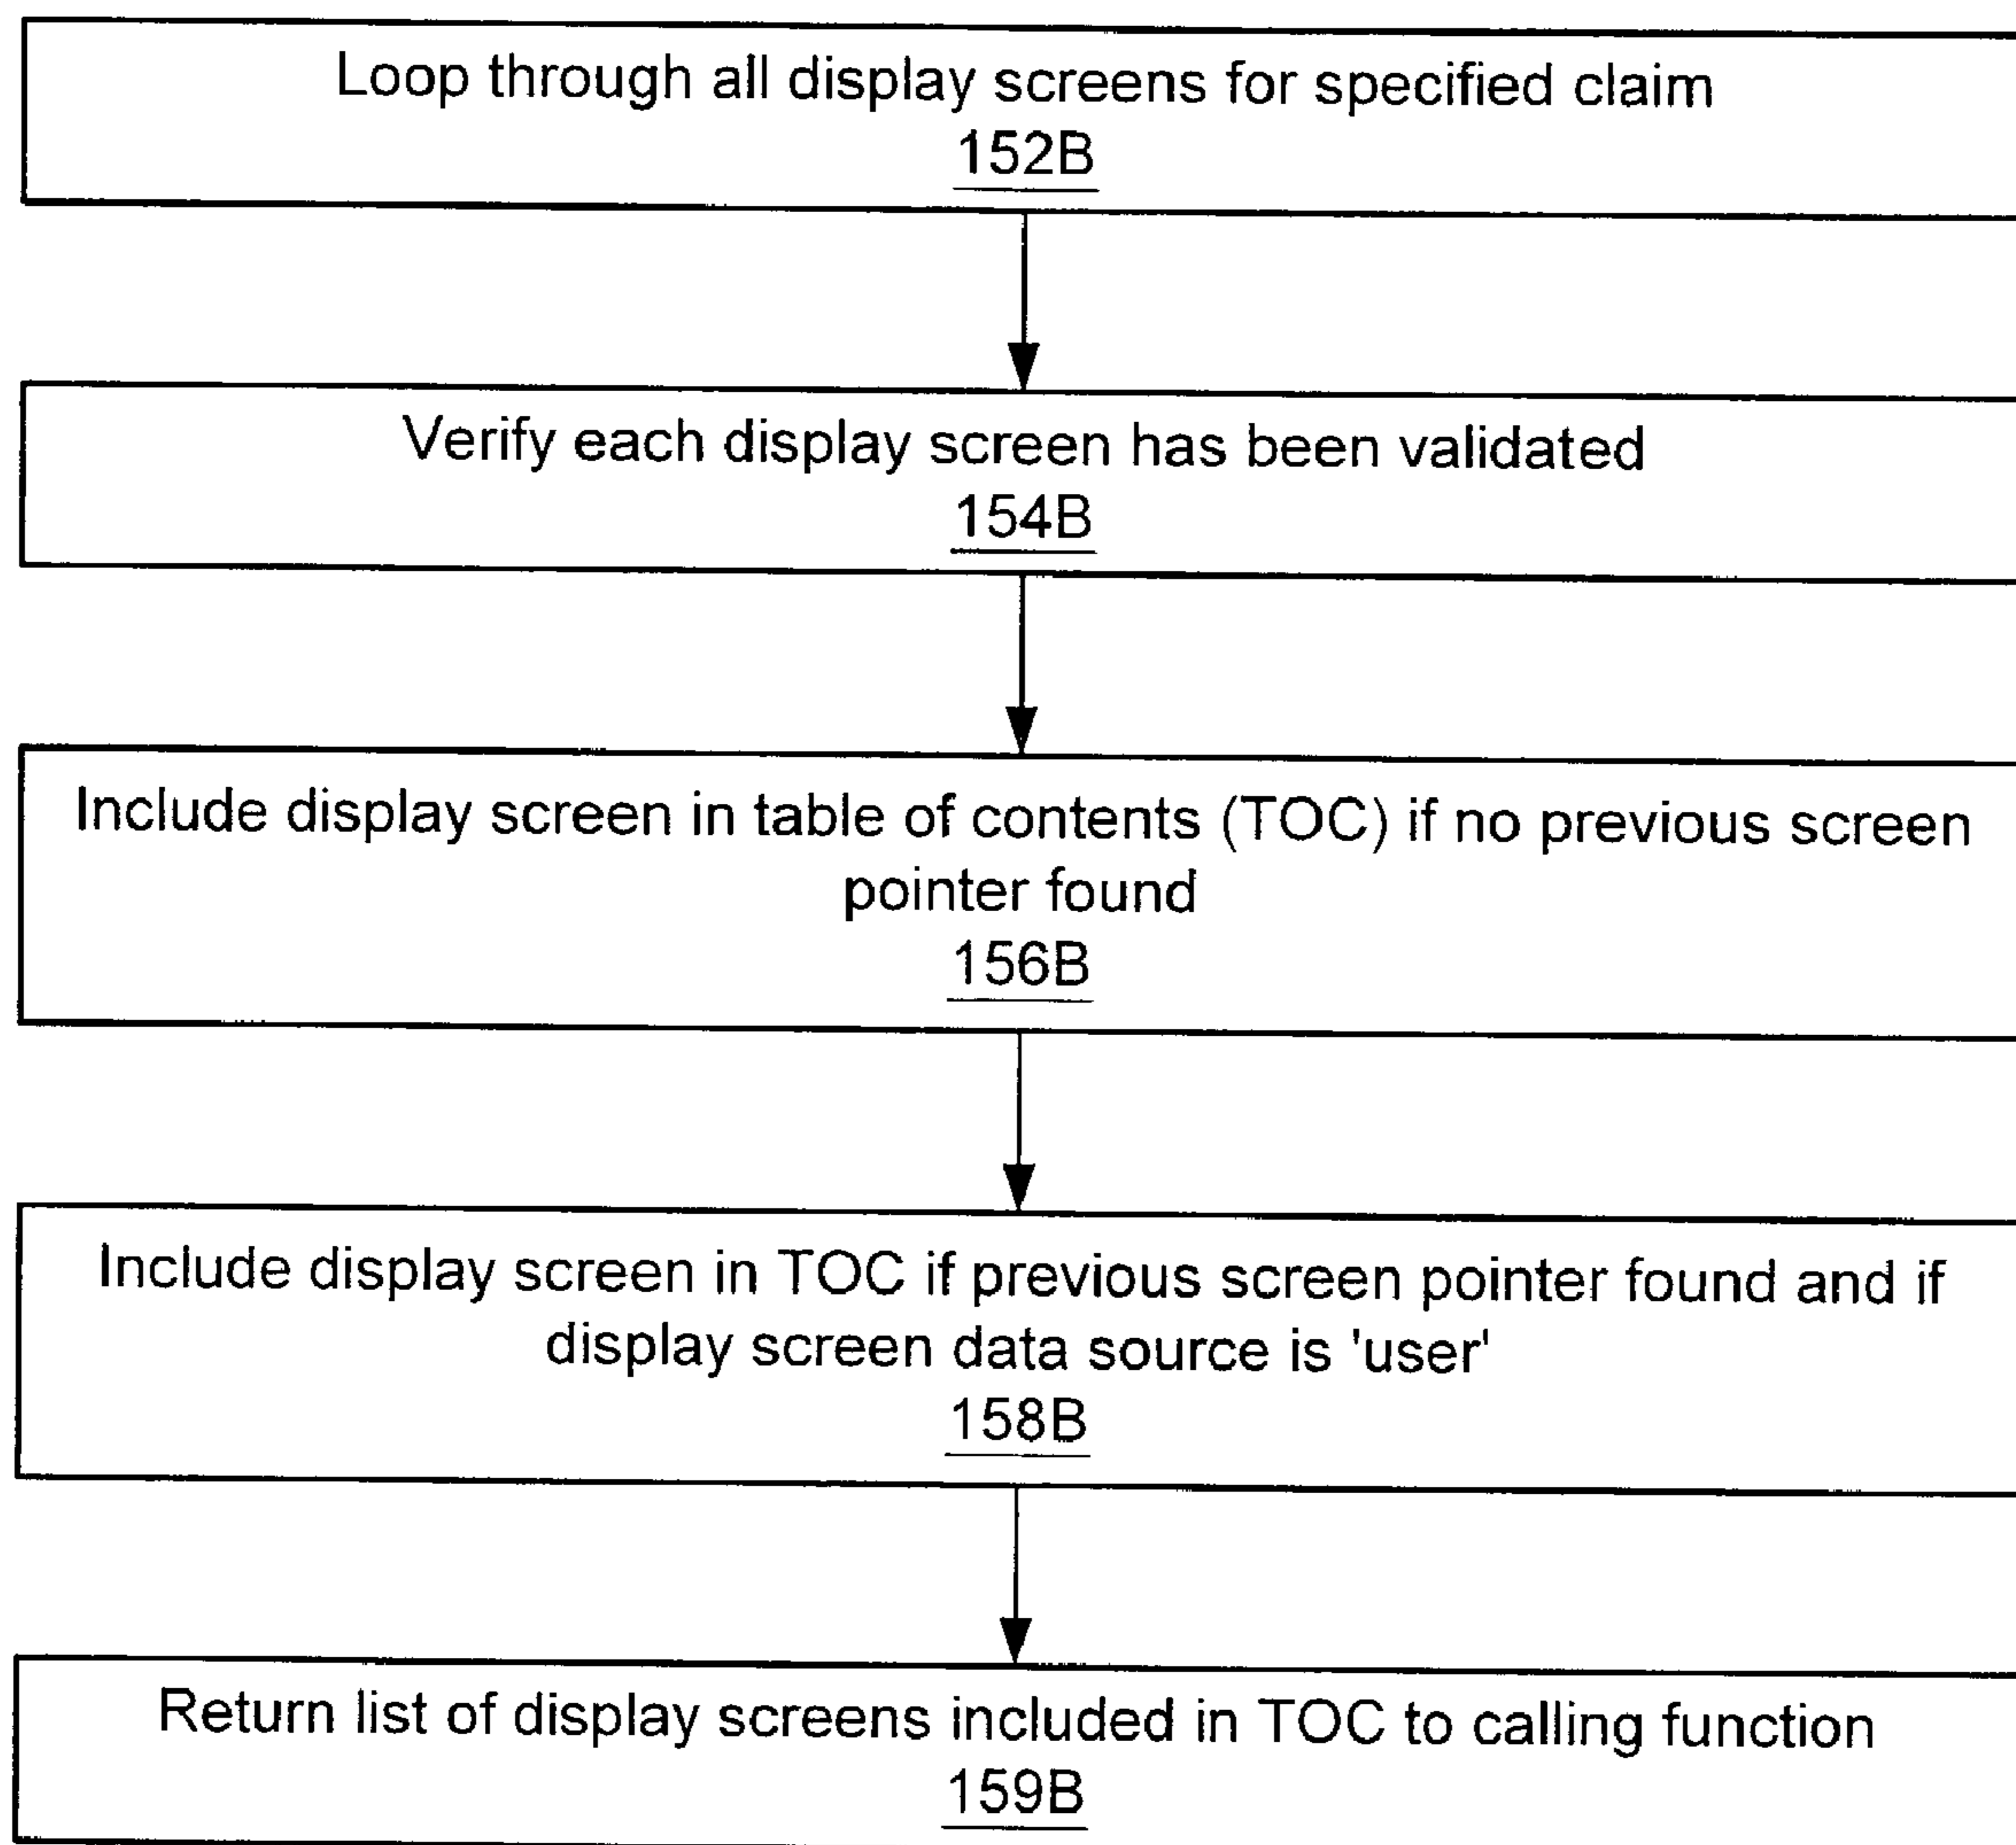 Loop through all display screens for specified claim
152B
Verify each display screen has been validated
154B
Include display screen in table of contents (TOC) if no previous screen
pointer found
156B
Include display screen in TOC if previous screen pointer found and if
display screen data source is 'user'
158B
Return list of display screens included in TOC to calling function
159B